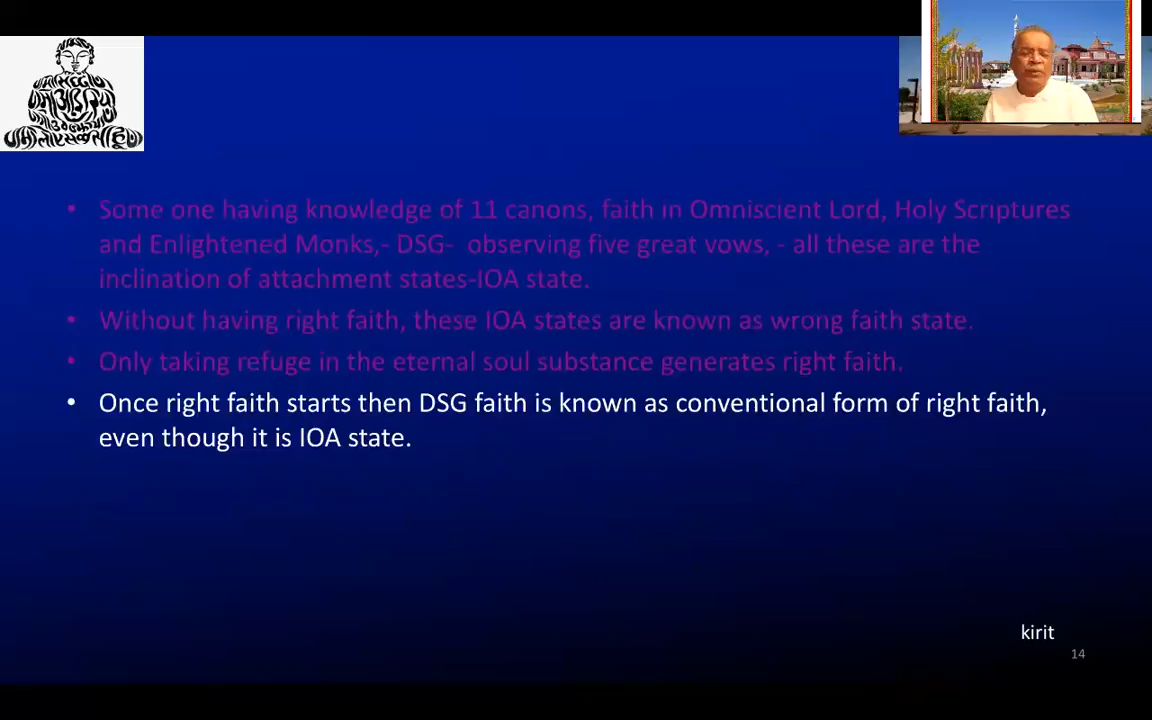 • Some one having knowledge of 11 canons, faith in Omniscient Lord, Holy Scriptures
and Enlightened Monks,- DSG-  observing five great vows, - all these are the
inclination of attachment states-IOA state.
• Without having right faith, these IOA states are known as wrong faith state.
• Only taking refuge in the eternal soul substance generates right faith.
• Once right faith starts then DSG faith is known as conventional form of right faith,
even though it is IOA state.
kirit
14